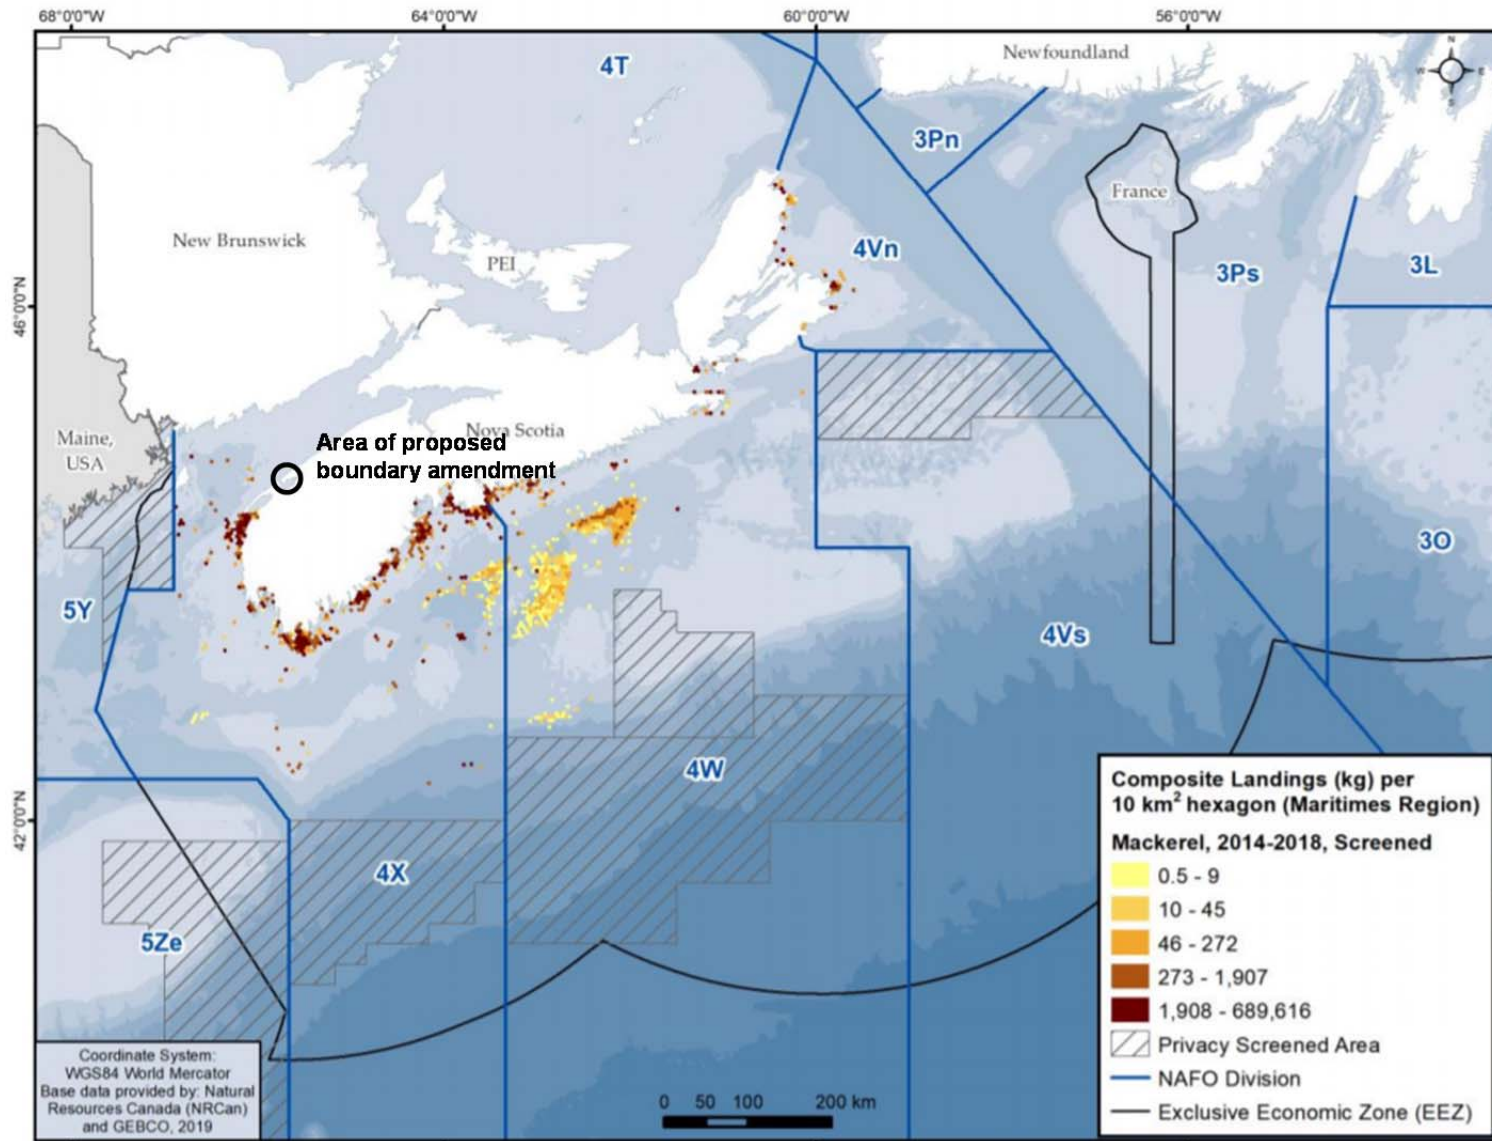 68°0'0"W
64°0'0"W
60°0'0"W
56°0'0"W
4T
Newfoundland
N
W
E
S
3Pn
France
New Brunswick
PEI
4Vn
3Ps
3L
46°0'0"N
Maine,
USA
Nova Scotia
Area of proposed
boundary amendment
3O
5Y
4Vs
4W
42°0'0"N
4X
5Ze
Composite Landings (kg) per
10 km² hexagon (Maritimes Region)
Mackerel, 2014-2018, Screened
0.5 - 9
10 - 45
46 - 272
273 - 1,907
1,908 - 689,616
Privacy Screened Area
NAFO Division
Exclusive Economic Zone (EEZ)
Coordinate System:
WGS84 World Mercator
Base data provided by: Natural
Resources Canada (NRCan)
and GEBCO, 2019
0 50 100 200 km